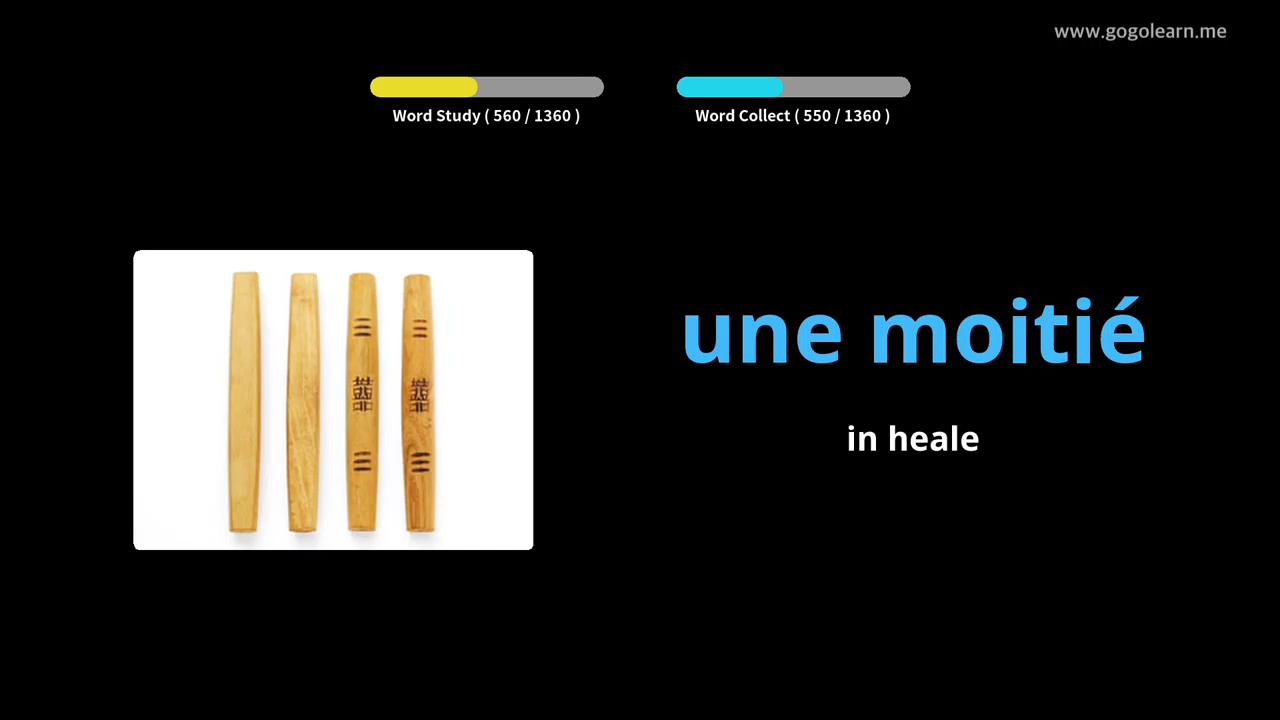 www.gogolearn.me
Word Study ( 560 / 1360 )
Word Collect ( 550 / 1360 )
une moitié
in heale